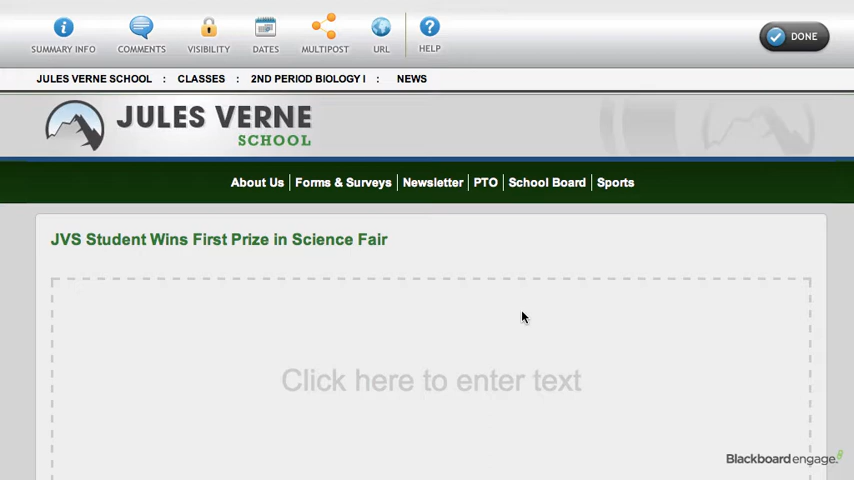 SUMMARY INFO COMMENTS VISIBILITY DATES MULTIPOST URL HELP DONE
JULES VERNE SCHOOL : CLASSES : 2ND PERIOD BIOLOGY I : NEWS
JULES VERNE
SCHOOL
About Us Forms & Surveys Newsletter PTO School Board Sports
JVS Student Wins First Prize in Science Fair
Click here to enter text
Blackboard engage.